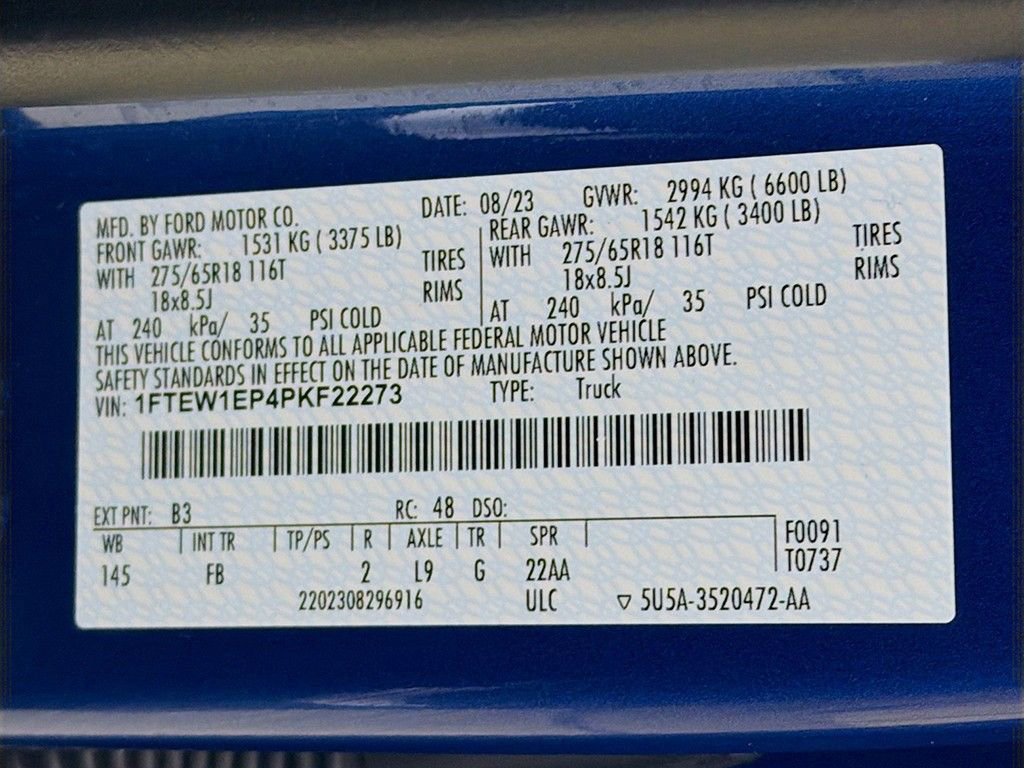 MFD. BY FORD MOTOR CO. DATE: 08/23 GVWR: 2994 KG ( 6600 LB)
FRONT GAWR: 1531 KG ( 3375 LB) REAR GAWR: 1542 KG ( 3400 LB)
WITH 275/65R18 116T TIRES WITH 275/65R18 116T TIRES
18x8.5J RIMS 18x8.5J RIMS
AT 240 kPa/ 35 PSI COLD AT 240 kPa/ 35 PSI COLD
THIS VEHICLE CONFORMS TO ALL APPLICABLE FEDERAL MOTOR VEHICLE
SAFETY STANDARDS IN EFFECT ON THE DATE OF MANUFACTURE SHOWN ABOVE.
VIN: 1FTEW1EP4PKF22273 TYPE: Truck
EXT PNT: B3 RC: 48 DSO:
WB INT TR TP/PS R AXLE TR SPR F0091
145 FB 2 L9 G 22AA T0737
2202308296916 ULC ▽ 5U5A-3520472-AA